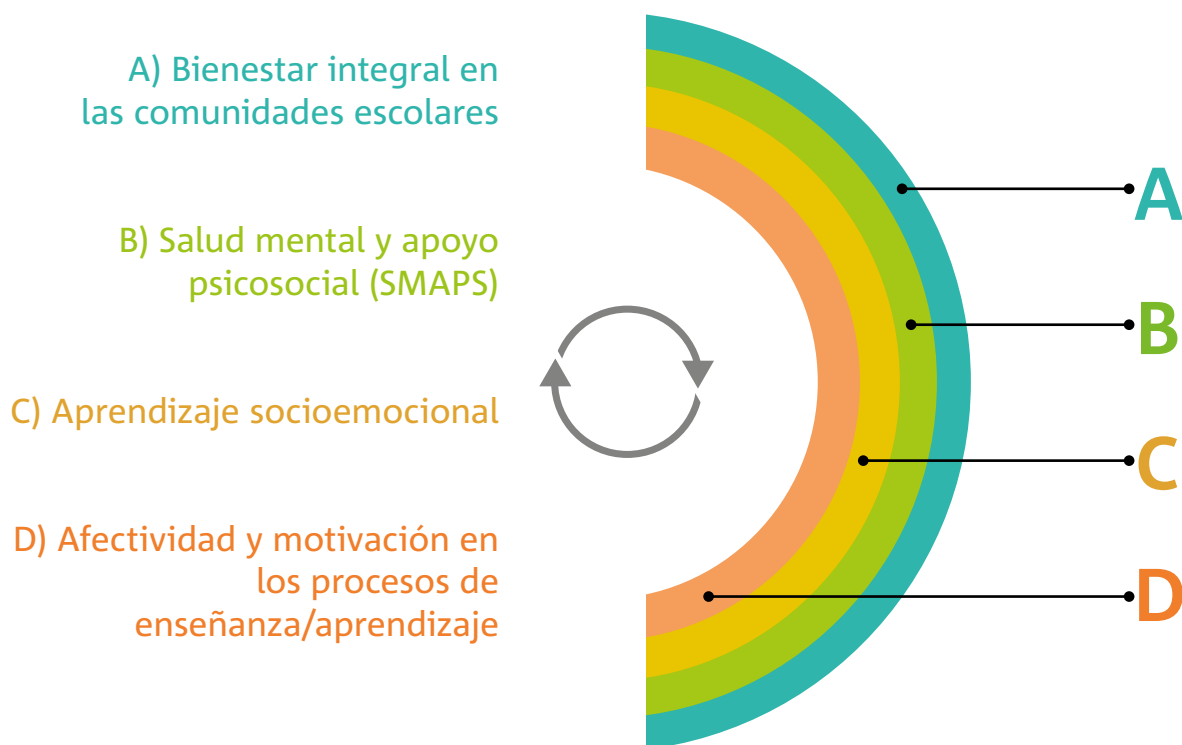 A) Bienestar integral en
las comunidades escolares
B) Salud mental y apoyo
psicosocial (SMAPS)
C) Aprendizaje socioemocional
D) Afectividad y motivación en
los procesos de
enseñanza/aprendizaje
A
B
C
D